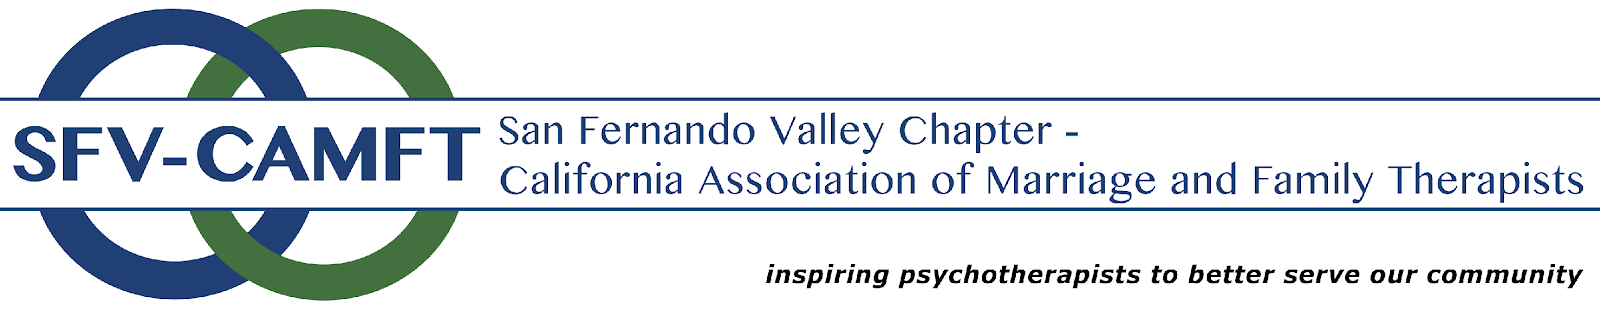 SFV-CAMFT
San Fernando Valley Chapter -
California Association of Marriage and Family Therapists
inspiring psychotherapists to better serve our community